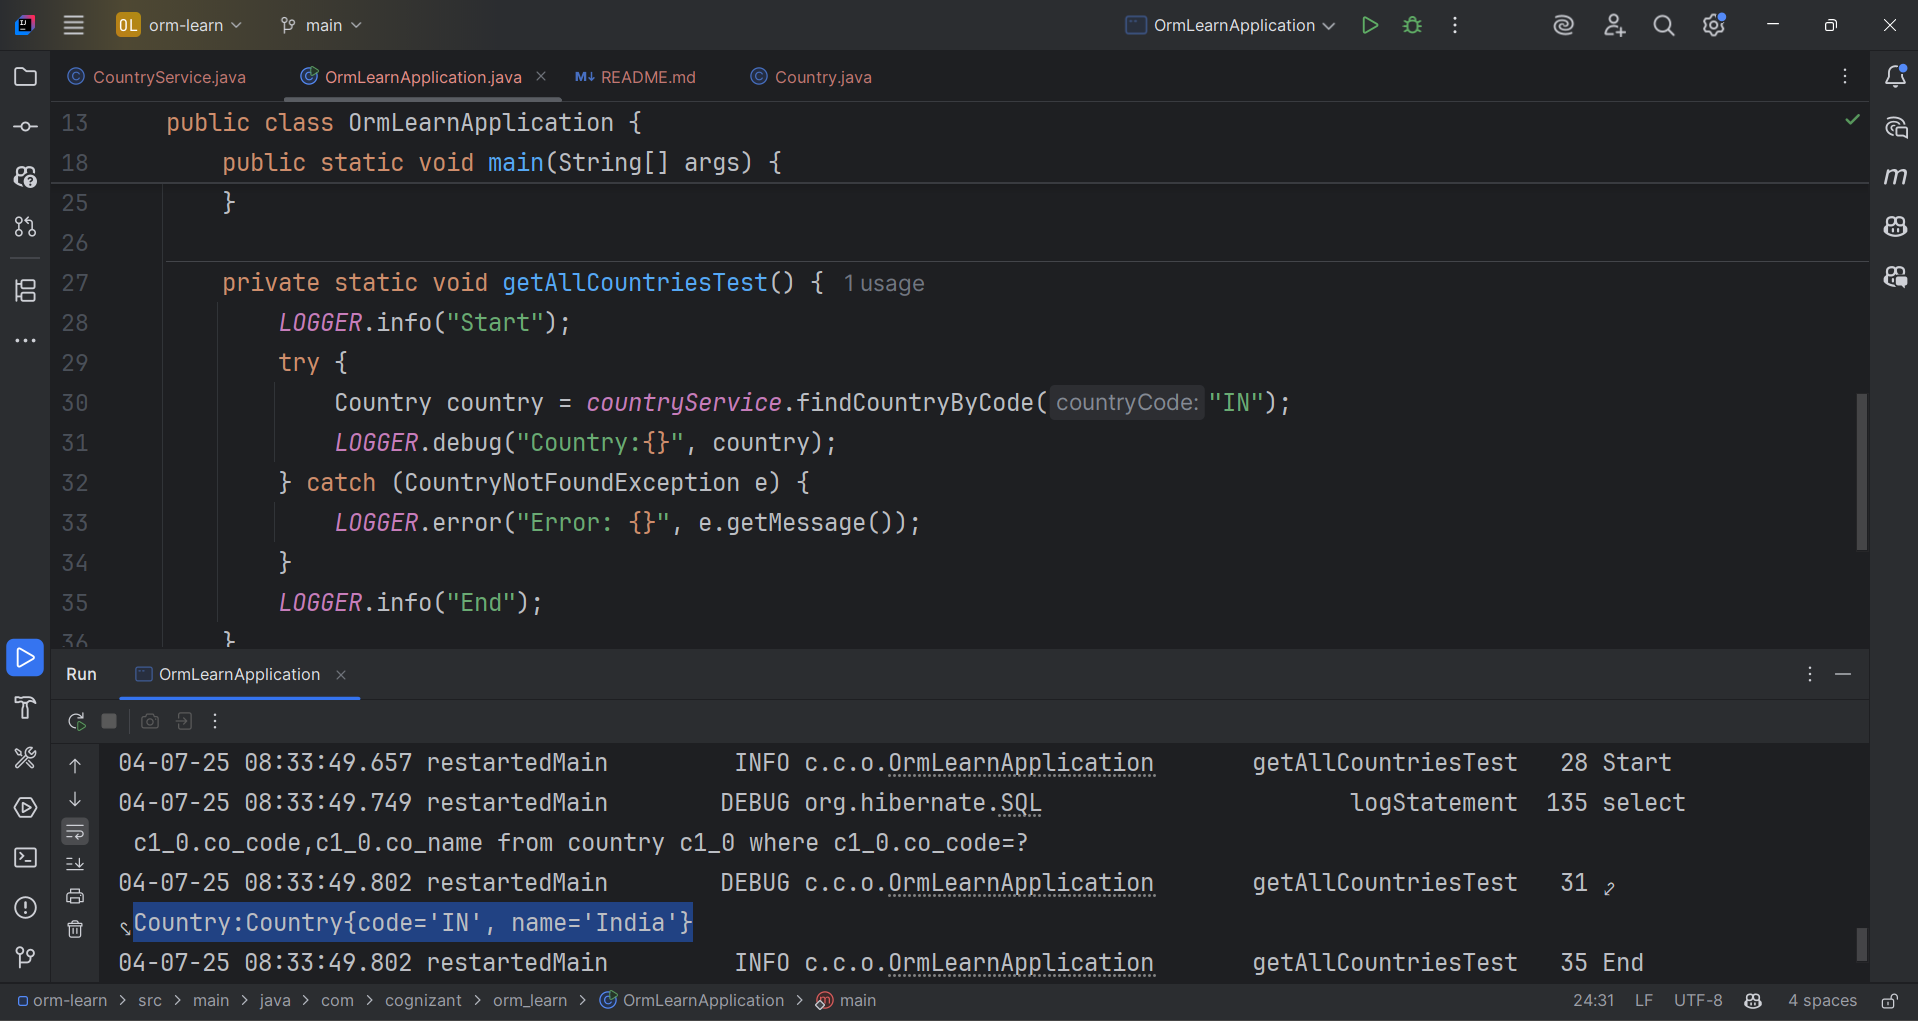 OL orm-learn main OrmLearnApplication
CountryService.java OrmLearnApplication.java README.md Country.java
13 public class OrmLearnApplication {
18 public static void main(String[] args) {
25 }
26
27 private static void getAllCountriesTest() { 1 usage
28 LOGGER.info("Start");
29 try {
30 Country country = countryService.findCountryByCode( countryCode: "IN");
31 LOGGER.debug("Country:{}", country);
32 } catch (CountryNotFoundException e) {
33 LOGGER.error("Error: {}", e.getMessage());
34 }
35 LOGGER.info("End");
36 }
Run OrmLearnApplication
04-07-25 08:33:49.657 restartedMain INFO c.c.o.OrmLearnApplication getAllCountriesTest 28 Start
04-07-25 08:33:49.749 restartedMain DEBUG org.hibernate.SQL logStatement 135 select
c1_0.co_code,c1_0.co_name from country c1_0 where c1_0.co_code=?
04-07-25 08:33:49.802 restartedMain DEBUG c.c.o.OrmLearnApplication getAllCountriesTest 31
Country:Country{code='IN', name='India'}
04-07-25 08:33:49.802 restartedMain INFO c.c.o.OrmLearnApplication getAllCountriesTest 35 End
orm-learn > src > main > java > com > cognizant > orm_learn > OrmLearnApplication > main 24:31 LF UTF-8 4 spaces